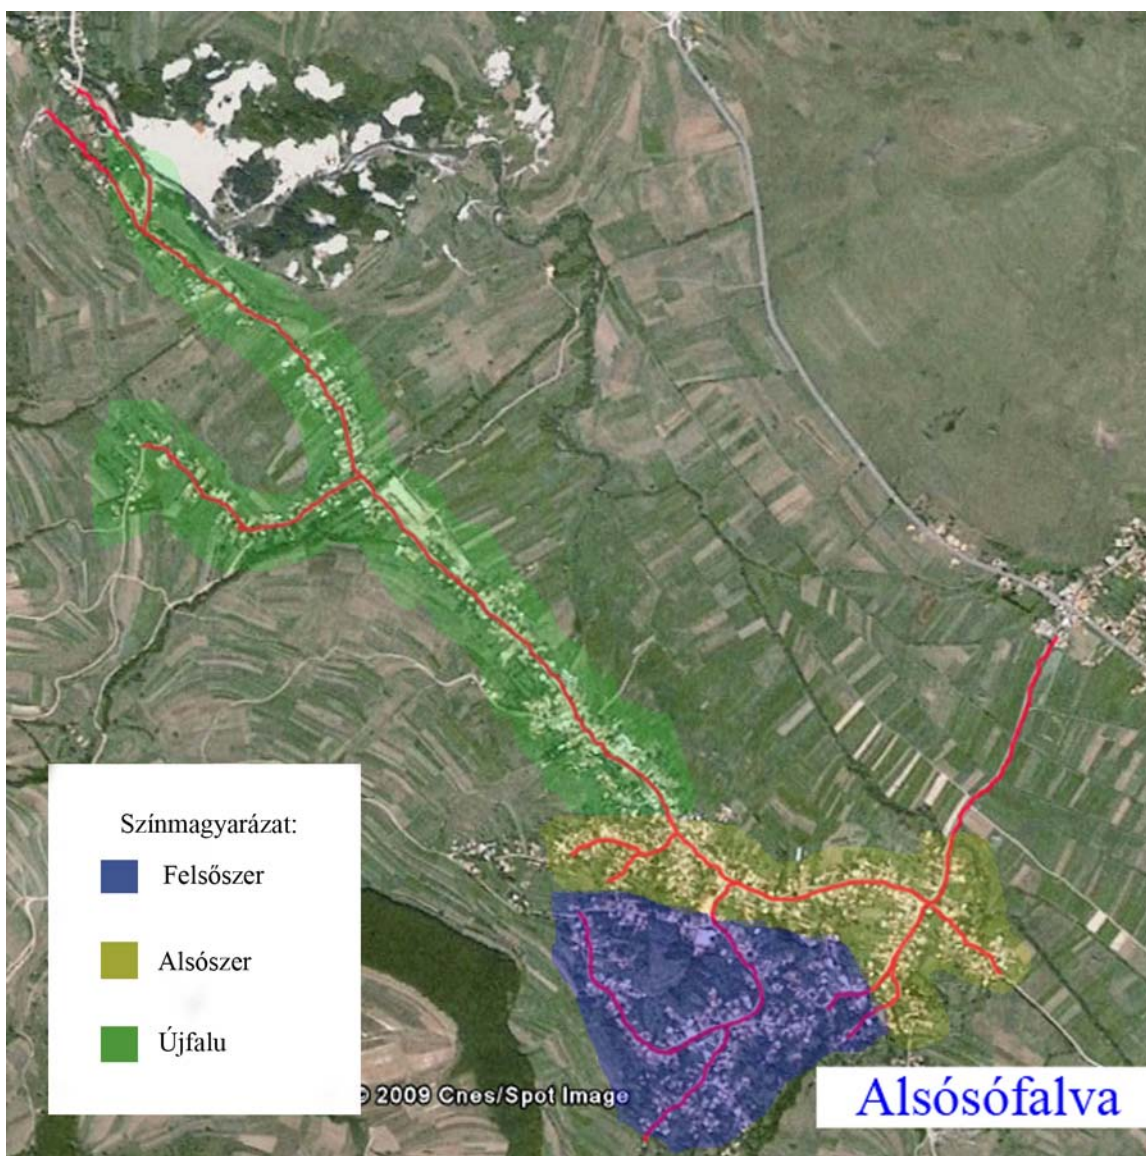 Színmagyarázat:
Felsőszer
Alsószer
Újfalu
© 2009 Cnes/Spot Image
Alsósófalva